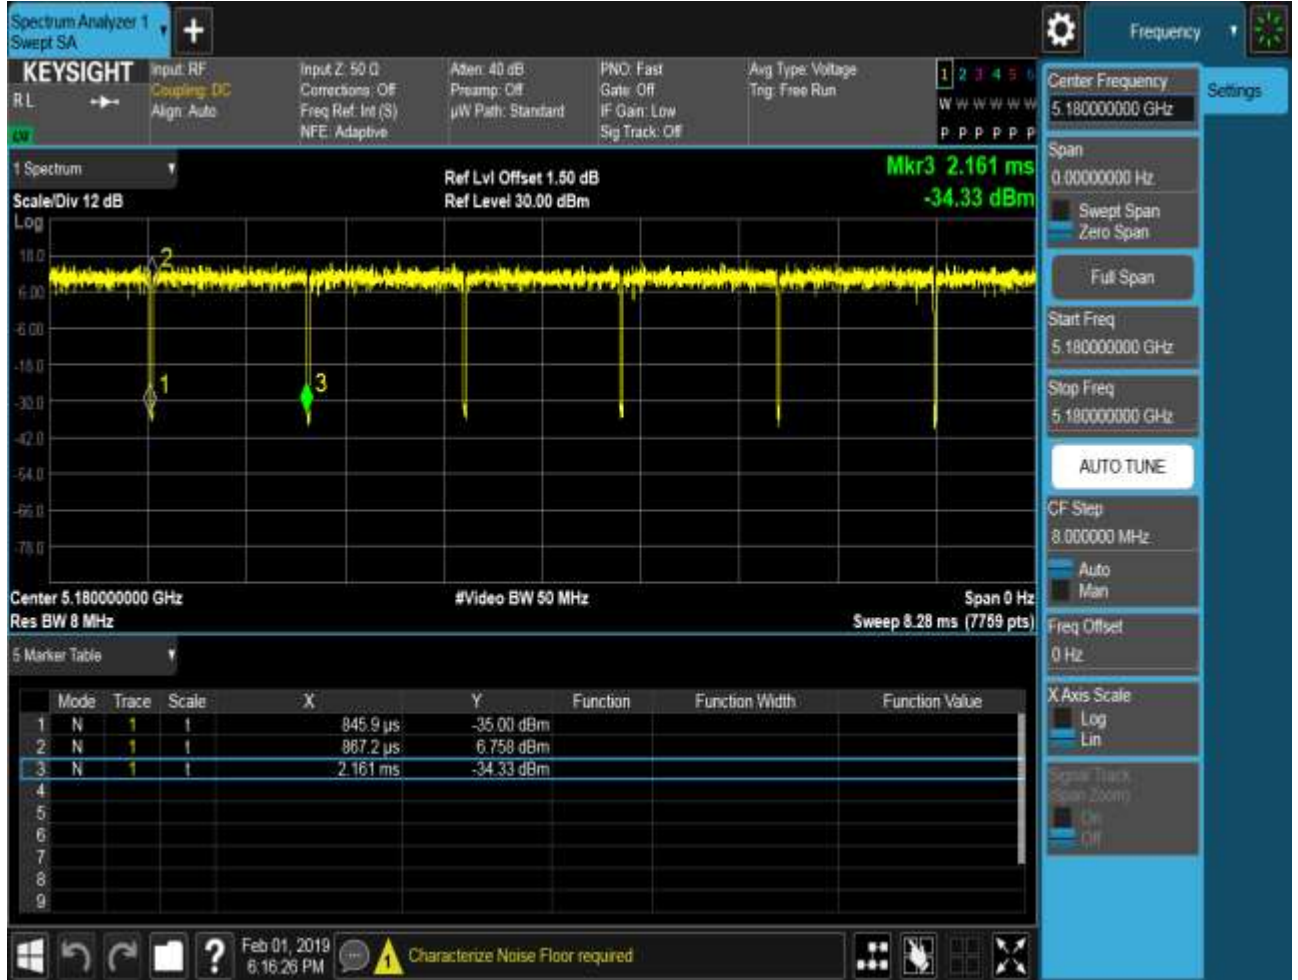 Spectrum Analyzer 1
Swept SA
+
Frequency
KEYSIGHT
RL
Input: RF
Coupling: DC
Align: Auto
Input Z: 50 Ω
Corrections: Off
Freq Ref: Int (S)
NFE: Adaptive
Atten: 40 dB
Preamp: Off
µW Path: Standard
PNO: Fast
Gate: Off
IF Gain: Low
Sig Track: Off
Avg Type: Voltage
Trig: Free Run
1 2 3 4 5 6
W W W W W W
P P P P P P
1 Spectrum
Scale/Div 12 dB
Ref Lvl Offset 1.50 dB
Ref Level 30.00 dBm
Mkr3 2.161 ms
-34.33 dBm
Log
18.0
6.00
-6.00
-18.0
-30.0
-42.0
-54.0
-66.0
-78.0
2
1
3
Center 5.180000000 GHz
#Video BW 50 MHz
Span 0 Hz
Res BW 8 MHz
Sweep 8.28 ms (7759 pts)
5 Marker Table
Mode Trace Scale X Y Function Function Width Function Value
1 N 1 t 845.9 µs -35.00 dBm
2 N 1 t 867.2 µs 6.758 dBm
3 N 1 t 2.161 ms -34.33 dBm
4
5
6
7
8
9
Center Frequency
5.180000000 GHz
Settings
Span
0.00000000 Hz
Swept Span
Zero Span
Full Span
Start Freq
5.180000000 GHz
Stop Freq
5.180000000 GHz
AUTO TUNE
CF Step
8.000000 MHz
Auto
Man
Freq Offset
0 Hz
X Axis Scale
Log
Lin
Signal Track
(Span Zoom)
On
Off
?
Feb 01, 2019
6:16:26 PM
1
Characterize Noise Floor required